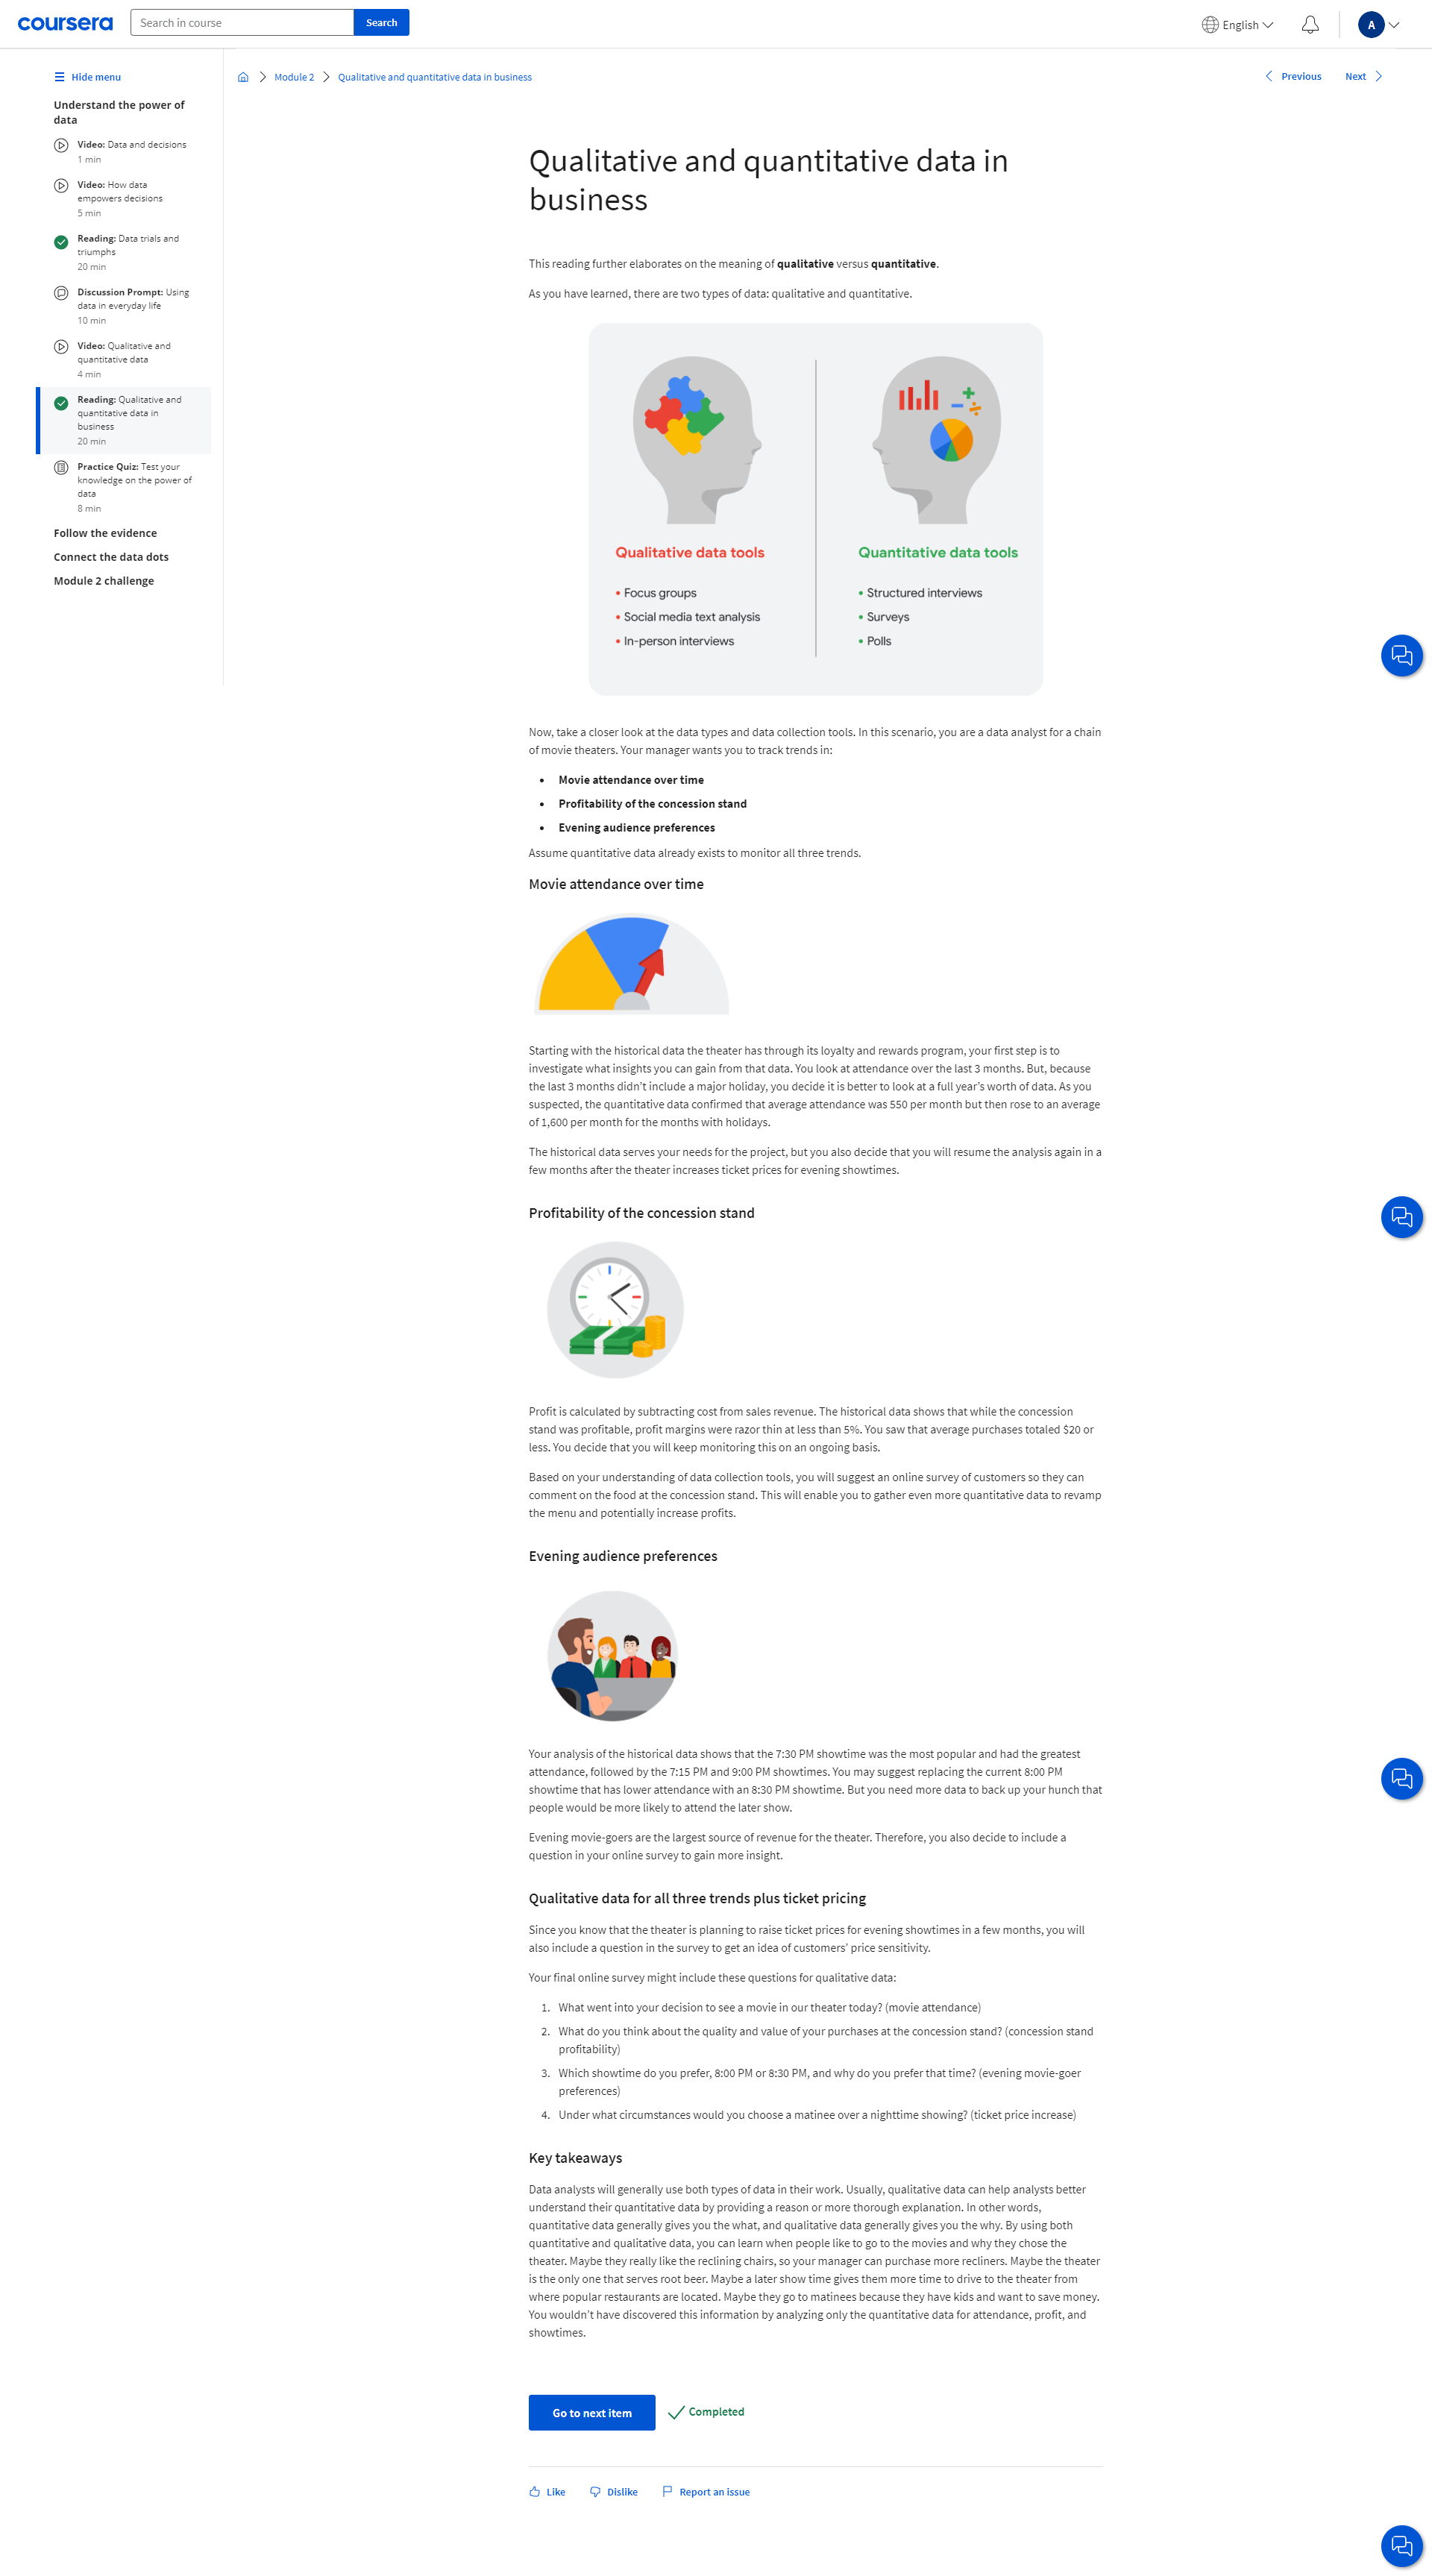 coursera
Search in course
Search
English
A
Hide menu
Module 2
Qualitative and quantitative data in business
Previous
Next
Understand the power of
data
Video: Data and decisions
1 min
Video: How data
empowers decisions
5 min
Reading: Data trials and
triumphs
20 min
Discussion Prompt: Using
data in everyday life
10 min
Video: Qualitative and
quantitative data
4 min
Reading: Qualitative and
quantitative data in
business
20 min
Practice Quiz: Test your
knowledge on the power of
data
8 min
Follow the evidence
Connect the data dots
Module 2 challenge
Qualitative and quantitative data in
business
This reading further elaborates on the meaning of qualitative versus quantitative.
As you have learned, there are two types of data: qualitative and quantitative.
Qualitative data tools
• Focus groups
• Social media text analysis
• In-person interviews
Quantitative data tools
• Structured interviews
• Surveys
• Polls
Now, take a closer look at the data types and data collection tools. In this scenario, you are a data analyst for a chain
of movie theaters. Your manager wants you to track trends in:
• Movie attendance over time
• Profitability of the concession stand
• Evening audience preferences
Assume quantitative data already exists to monitor all three trends.
Movie attendance over time
Starting with the historical data the theater has through its loyalty and rewards program, your first step is to
investigate what insights you can gain from that data. You look at attendance over the last 3 months. But, because
the last 3 months didn’t include a major holiday, you decide it is better to look at a full year’s worth of data. As you
suspected, the quantitative data confirmed that average attendance was 550 per month but then rose to an average
of 1,600 per month for the months with holidays.
The historical data serves your needs for the project, but you also decide that you will resume the analysis again in a
few months after the theater increases ticket prices for evening showtimes.
Profitability of the concession stand
Profit is calculated by subtracting cost from sales revenue. The historical data shows that while the concession
stand was profitable, profit margins were razor thin at less than 5%. You saw that average purchases totaled $20 or
less. You decide that you will keep monitoring this on an ongoing basis.
Based on your understanding of data collection tools, you will suggest an online survey of customers so they can
comment on the food at the concession stand. This will enable you to gather even more quantitative data to revamp
the menu and potentially increase profits.
Evening audience preferences
Your analysis of the historical data shows that the 7:30 PM showtime was the most popular and had the greatest
attendance, followed by the 7:15 PM and 9:00 PM showtimes. You may suggest replacing the current 8:00 PM
showtime that has lower attendance with an 8:30 PM showtime. But you need more data to back up your hunch that
people would be more likely to attend the later show.
Evening movie-goers are the largest source of revenue for the theater. Therefore, you also decide to include a
question in your online survey to gain more insight.
Qualitative data for all three trends plus ticket pricing
Since you know that the theater is planning to raise ticket prices for evening showtimes in a few months, you will
also include a question in the survey to get an idea of customers’ price sensitivity.
Your final online survey might include these questions for qualitative data:
1. What went into your decision to see a movie in our theater today? (movie attendance)
2. What do you think about the quality and value of your purchases at the concession stand? (concession stand
profitability)
3. Which showtime do you prefer, 8:00 PM or 8:30 PM, and why do you prefer that time? (evening movie-goer
preferences)
4. Under what circumstances would you choose a matinee over a nighttime showing? (ticket price increase)
Key takeaways
Data analysts will generally use both types of data in their work. Usually, qualitative data can help analysts better
understand their quantitative data by providing a reason or more thorough explanation. In other words,
quantitative data generally gives you the what, and qualitative data generally gives you the why. By using both
quantitative and qualitative data, you can learn when people like to go to the movies and why they chose the
theater. Maybe they really like the reclining chairs, so your manager can purchase more recliners. Maybe the theater
is the only one that serves root beer. Maybe a later show time gives them more time to drive to the theater from
where popular restaurants are located. Maybe they go to matinees because they have kids and want to save money.
You wouldn’t have discovered this information by analyzing only the quantitative data for attendance, profit, and
showtimes.
Go to next item
Completed
Like
Dislike
Report an issue